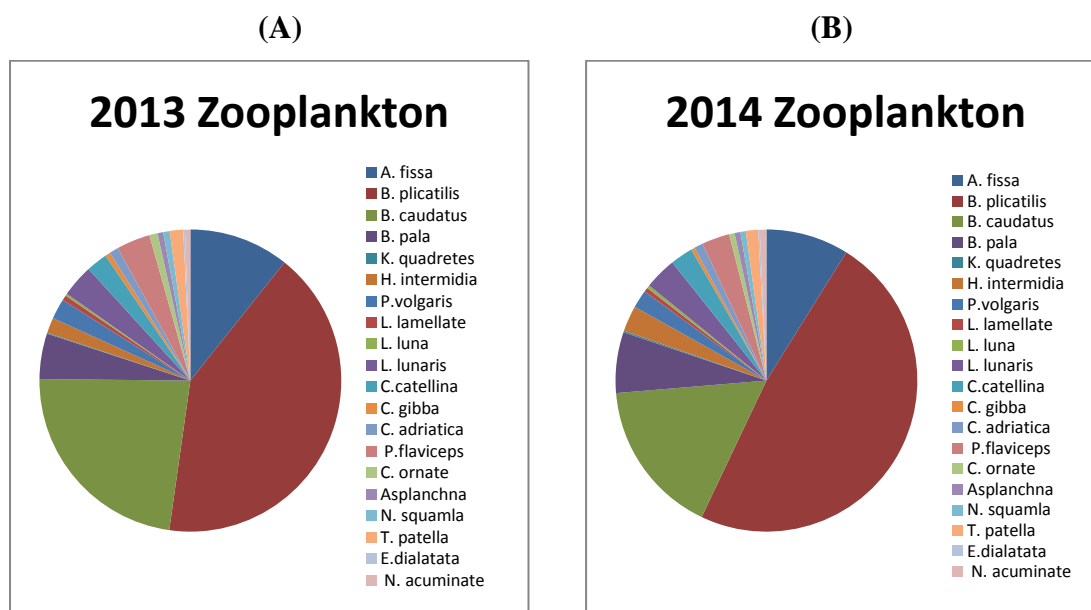 (A)
2013 Zooplankton
A. fissa
B. plicatilis
B. caudatus
B. pala
K. quadretes
H. intermidia
P.volgaris
L. lamellate
L. luna
L. lunaris
C.catellina
C. gibba
C. adriatica
P.flaviceps
C. ornate
Asplanchna
N. squamla
T. patella
E.dialatata
N. acuminate
(B)
2014 Zooplankton
A. fissa
B. plicatilis
B. caudatus
B. pala
K. quadretes
H. intermidia
P.volgaris
L. lamellate
L. luna
L. lunaris
C.catellina
C. gibba
C. adriatica
P.flaviceps
C. ornate
Asplanchna
N. squamla
T. patella
E.dialatata
N. acuminate